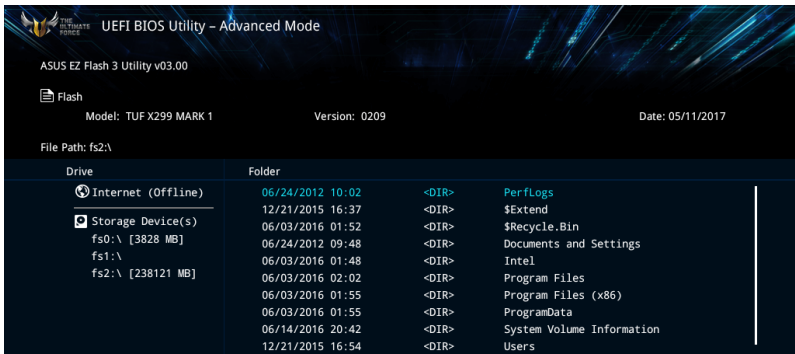 THE
ULTIMATE
FORCE
UEFI BIOS Utility – Advanced Mode
ASUS EZ Flash 3 Utility v03.00
Flash
Model: TUF X299 MARK 1 Version: 0209 Date: 05/11/2017
File Path: fs2:\
Drive Folder
Internet (Offline) 06/24/2012 10:02 <DIR> PerfLogs
12/21/2015 16:37 <DIR> $Extend
Storage Device(s) 06/03/2016 01:52 <DIR> $Recycle.Bin
fs0:\ [3828 MB] 06/24/2012 09:48 <DIR> Documents and Settings
fs1:\ 06/03/2016 01:48 <DIR> Intel
fs2:\ [238121 MB] 06/03/2016 02:02 <DIR> Program Files
06/03/2016 01:55 <DIR> Program Files (x86)
06/03/2016 01:55 <DIR> ProgramData
06/14/2016 20:42 <DIR> System Volume Information
12/21/2015 16:54 <DIR> Users